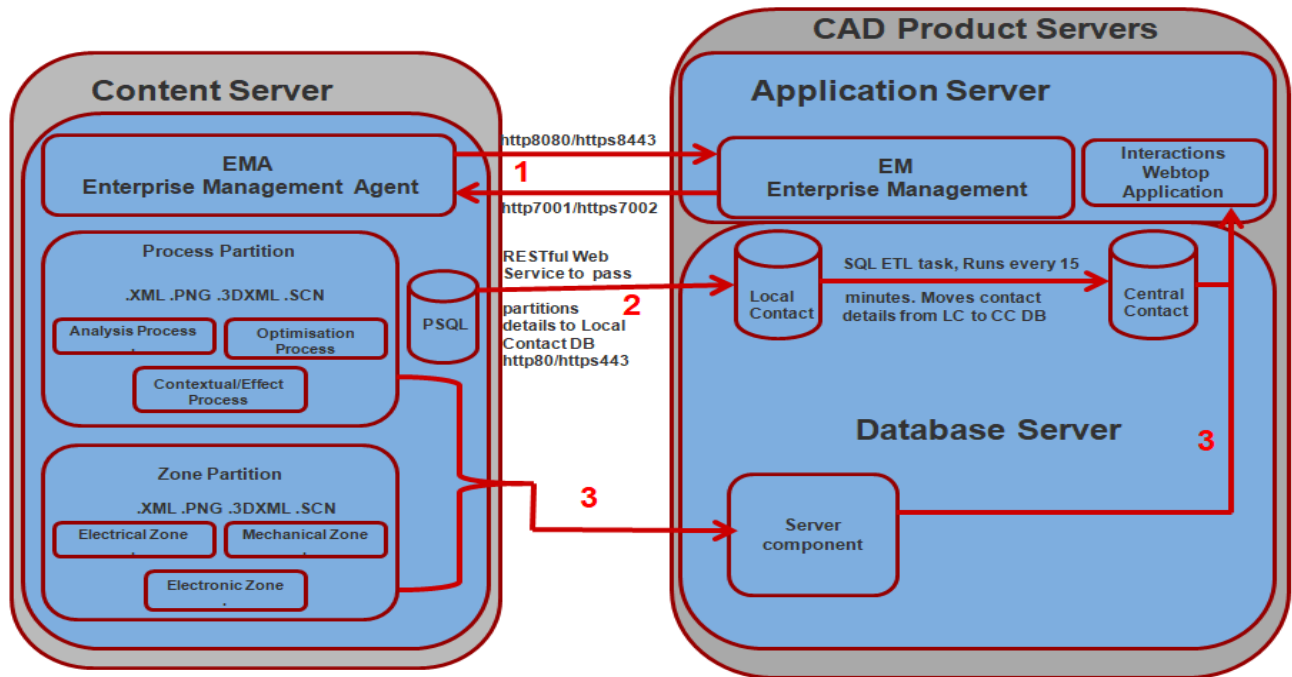 CAD Product Servers
Content Server
Application Server
EMA
Enterprise Management Agent
http8080/https8443
1
http7001/https7002
EM
Enterprise Management
Interactions
Webtop
Application
Process Partition
.XML .PNG .3DXML .SCN
Analysis Process
.
Optimisation
Process
Contextual/Effect
Process
PSQL
RESTful Web
Service to pass
2
partitions
details to Local
Contact DB
http80/https443
Local
Contact
SQL ETL task, Runs every 15
minutes. Moves contact
details from LC to CC DB
Central
Contact
Database Server
3
Zone Partition
.XML .PNG .3DXML .SCN
Electrical Zone
.
Mechanical Zone
.
Electronic Zone
.
3
Server
component